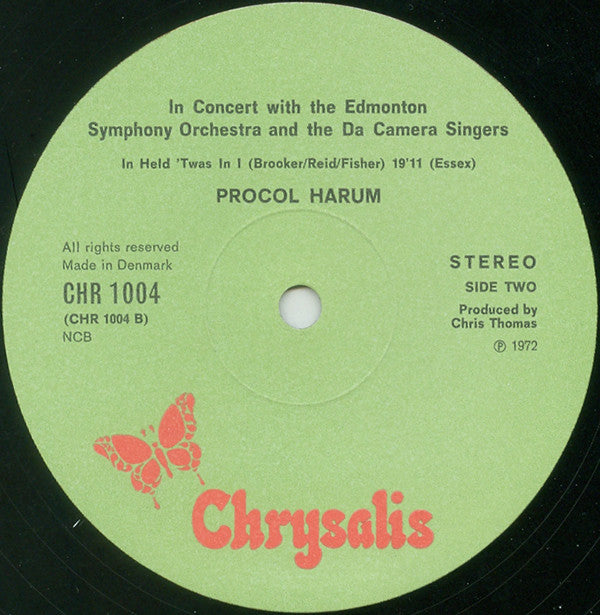 In Concert with the Edmonton
Symphony Orchestra and the Da Camera Singers
In Held 'Twas In I (Brooker/Reid/Fisher) 19'11 (Essex)
PROCOL HARUM
All rights reserved
Made in Denmark
CHR 1004
(CHR 1004 B)
NCB
STEREO
SIDE TWO
Produced by
Chris Thomas
℗ 1972
Chrysalis